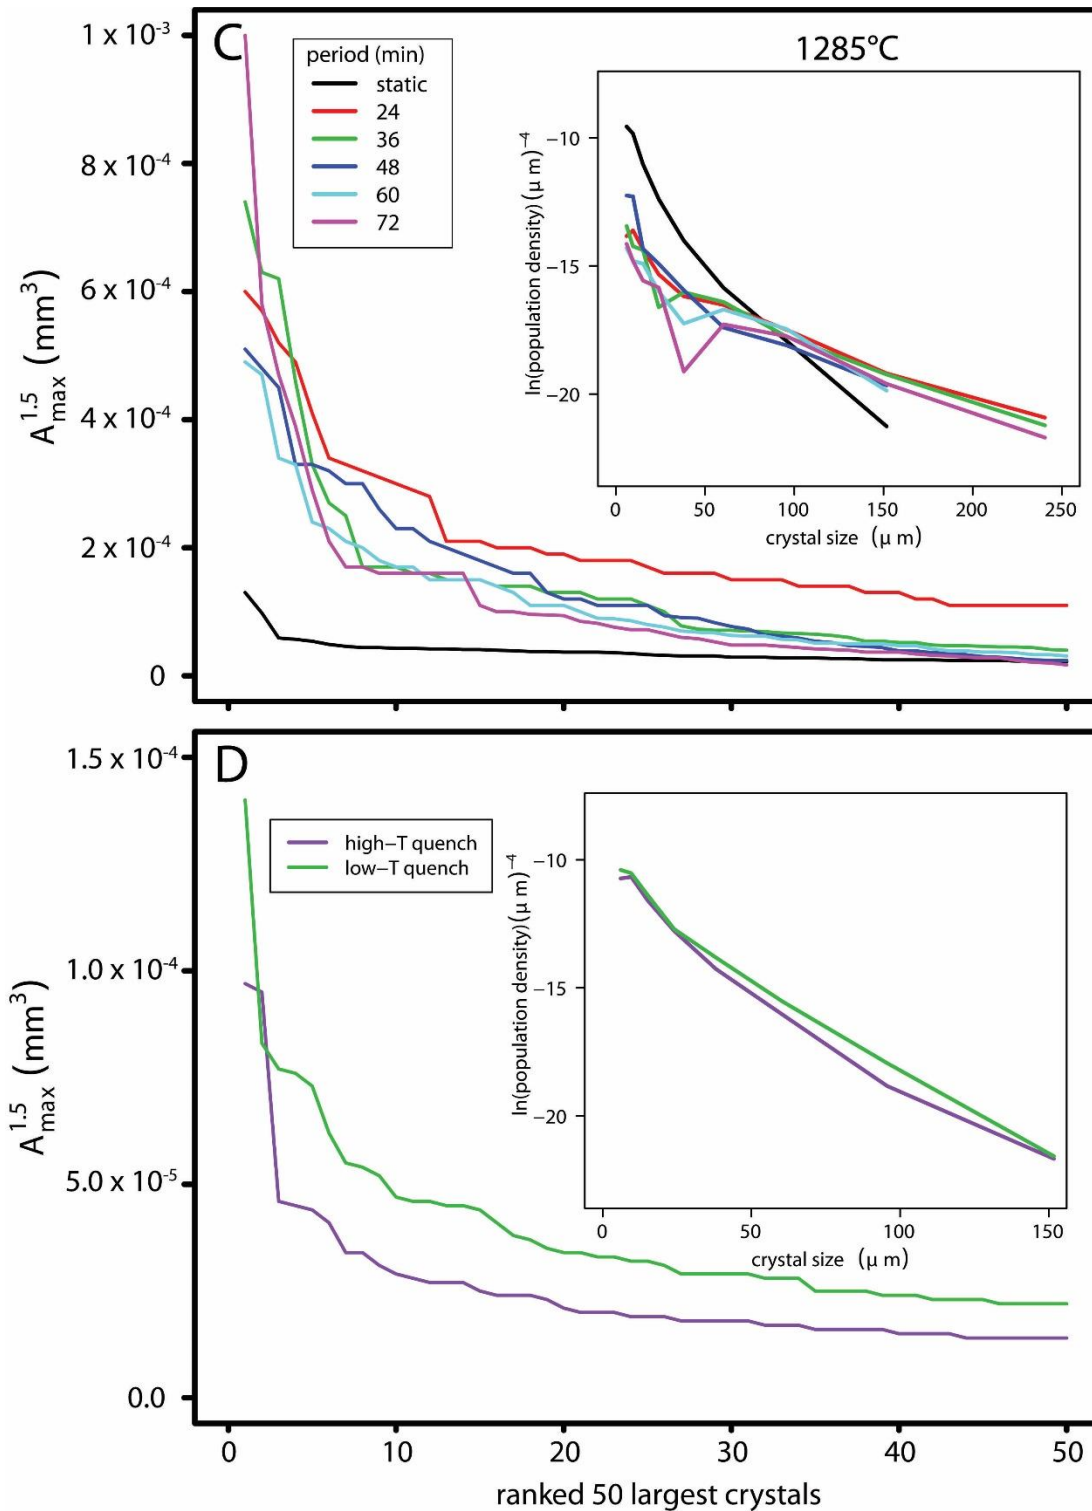 C
1285°C
1 x 10-3
8 x 10-4
6 x 10-4
4 x 10-4
2 x 10-4
0
A1.5max (mm3)
period (min)
static
24
36
48
60
72
ln(population density) (μ m)−4
−10
−15
−20
0 50 100 150 200 250
crystal size (μ m)
D
1.5 x 10-4
1.0 x 10-4
5.0 x 10-5
0.0
A1.5max (mm3)
high−T quench
low−T quench
ln(population density) (μ m)−4
−10
−15
−20
0 50 100 150
crystal size (μ m)
0 10 20 30 40 50
ranked 50 largest crystals